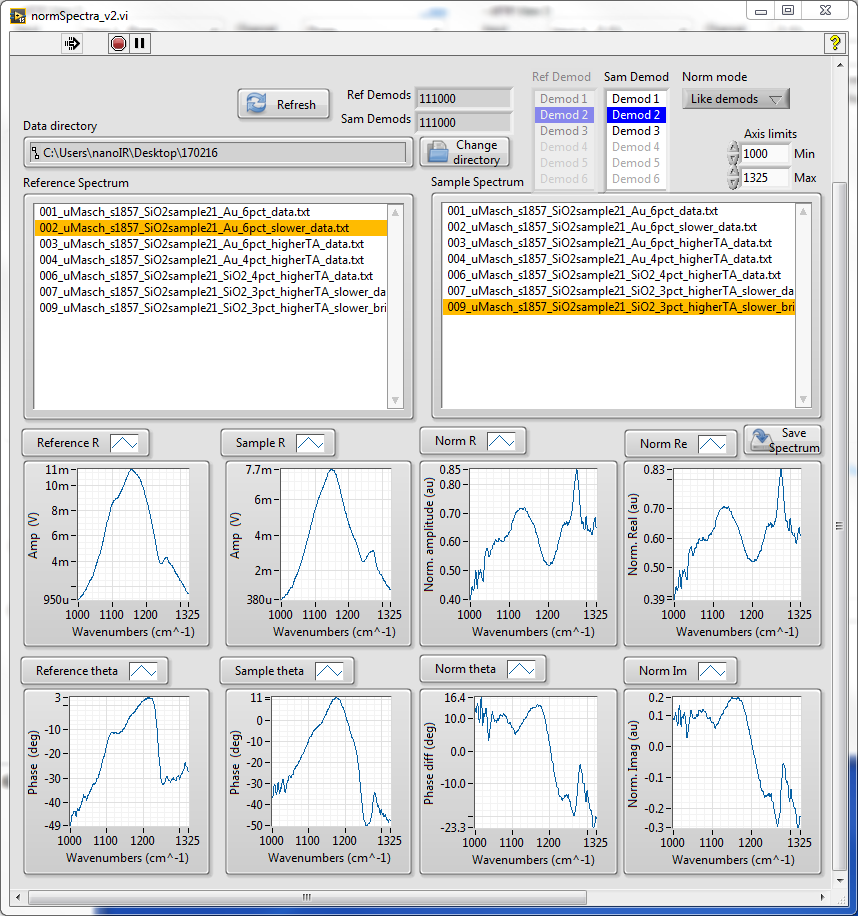 normSpectra_v2.vi
?
Refresh
Ref Demods 111000
Sam Demods 111000
Ref Demod
Demod 1
Demod 2
Demod 3
Demod 4
Demod 5
Demod 6
Sam Demod
Demod 1
Demod 2
Demod 3
Demod 4
Demod 5
Demod 6
Norm mode
Like demods
Axis limits
1000 Min
1325 Max
Data directory
C:\Users\nanoIR\Desktop\170216
Change
directory
Reference Spectrum
001_uMasch_s1857_SiO2sample21_Au_6pct_data.txt
002_uMasch_s1857_SiO2sample21_Au_6pct_slower_data.txt
003_uMasch_s1857_SiO2sample21_Au_6pct_higherTA_data.txt
004_uMasch_s1857_SiO2sample21_Au_4pct_higherTA_data.txt
006_uMasch_s1857_SiO2sample21_SiO2_4pct_higherTA_data.txt
007_uMasch_s1857_SiO2sample21_SiO2_3pct_higherTA_slower_da
009_uMasch_s1857_SiO2sample21_SiO2_3pct_higherTA_slower_bri
Sample Spectrum
001_uMasch_s1857_SiO2sample21_Au_6pct_data.txt
002_uMasch_s1857_SiO2sample21_Au_6pct_slower_data.txt
003_uMasch_s1857_SiO2sample21_Au_6pct_higherTA_data.txt
004_uMasch_s1857_SiO2sample21_Au_4pct_higherTA_data.txt
006_uMasch_s1857_SiO2sample21_SiO2_4pct_higherTA_data.txt
007_uMasch_s1857_SiO2sample21_SiO2_3pct_higherTA_slower_da
009_uMasch_s1857_SiO2sample21_SiO2_3pct_higherTA_slower_bri
Save
Spectrum
Reference R
Amp (V)
11m
10m
8m
6m
4m
950u
1000 1100 1200 1325
Wavenumbers (cm^-1)
Sample R
Amp (V)
7.7m
6m
4m
2m
380u
1000 1100 1200 1325
Wavenumbers (cm^-1)
Norm R
Norm. amplitude (au)
0.85
0.80
0.70
0.60
0.50
0.40
1000 1100 1200 1325
Wavenumbers (cm^-1)
Norm Re
Norm. Real (au)
0.83
0.70
0.60
0.50
0.39
1000 1100 1200 1325
Wavenumbers (cm^-1)
Reference theta
Phase (deg)
3
-10
-20
-30
-40
-49
1000 1100 1200 1325
Wavenumbers (cm^-1)
Sample theta
Phase (deg)
11
0
-10
-20
-30
-40
-50
1000 1100 1200 1325
Wavenumbers (cm^-1)
Norm theta
Phase diff (deg)
16.4
10.0
0.0
-10.0
-23.3
1000 1100 1200 1325
Wavenumbers (cm^-1)
Norm Im
Norm. Imag (au)
0.2
0.1
0.0
-0.1
-0.2
-0.3
1000 1100 1200 1325
Wavenumbers (cm^-1)